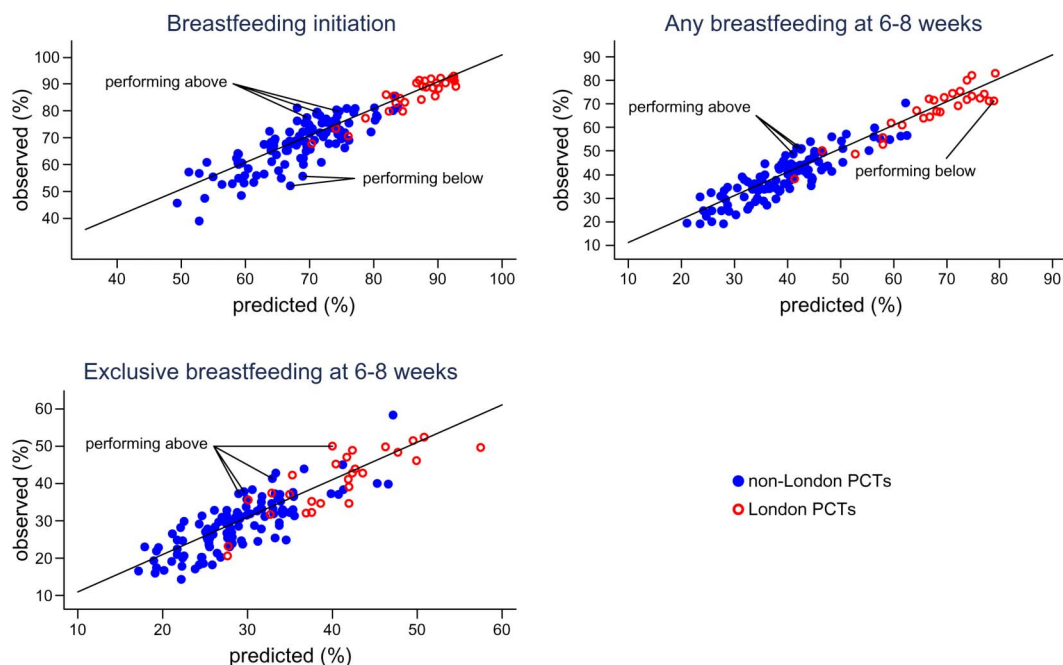 Breastfeeding initiation
100
90
80
70
60
50
40
observed (%)
performing above
performing below
40 50 60 70 80 90 100
predicted (%)
Any breastfeeding at 6-8 weeks
90
80
70
60
50
40
30
20
10
observed (%)
performing above
performing below
10 20 30 40 50 60 70 80 90
predicted (%)
Exclusive breastfeeding at 6-8 weeks
60
50
40
30
20
10
observed (%)
performing above
10 20 30 40 50 60
predicted (%)
non-London PCTs
London PCTs